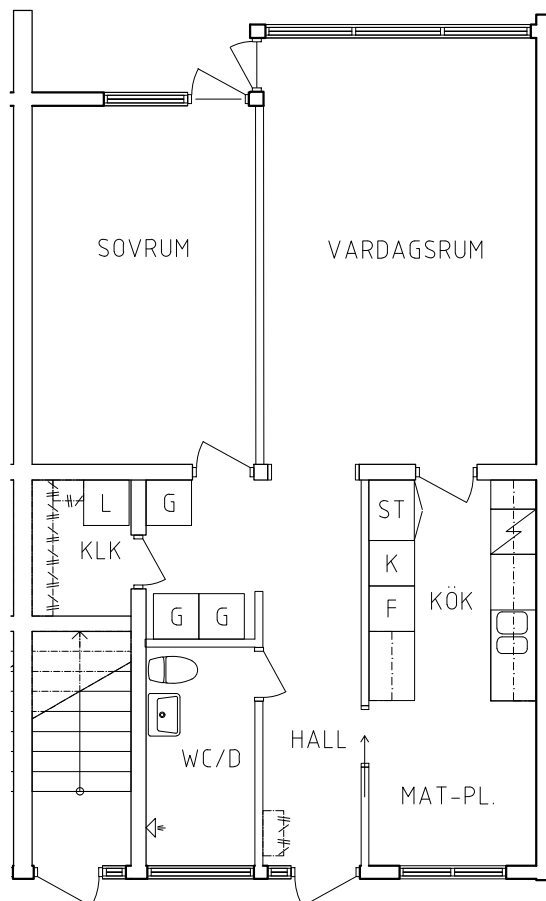 SOVRUM
VARDAGSRUM
L
G
ST
KLK
K
F
KÖK
G
G
WC/D
HALL
MAT-PL.